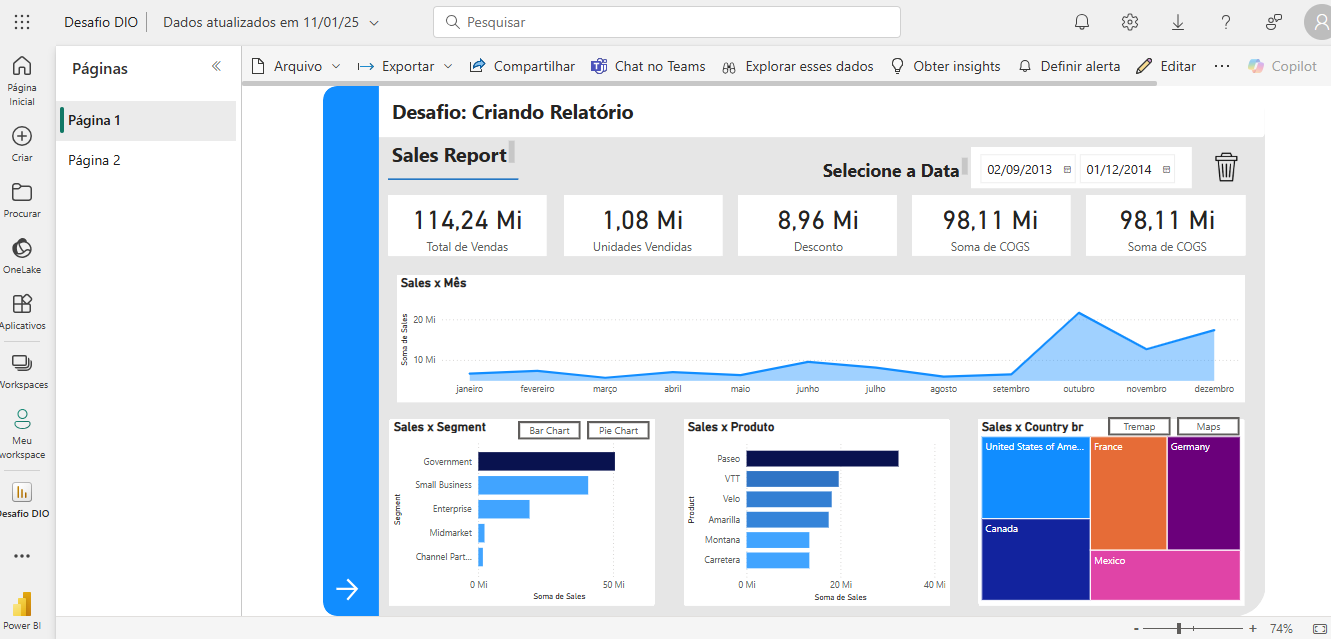 Desafio DIO
Dados atualizados em 11/01/25
Pesquisar
Página
Inicial
Criar
Procurar
OneLake
Aplicativos
Workspaces
Meu
workspace
Desafio DIO
Power BI
Páginas
Página 1
Página 2
Arquivo
Exportar
Compartilhar
Chat no Teams
Explorar esses dados
Obter insights
Definir alerta
Editar
Copilot
Desafio: Criando Relatório
Sales Report
Selecione a Data
02/09/2013
01/12/2014
114,24 Mi
Total de Vendas
1,08 Mi
Unidades Vendidas
8,96 Mi
Desconto
98,11 Mi
Soma de COGS
98,11 Mi
Soma de COGS
Sales x Mês
Soma de Sales
20 Mi
10 Mi
janeiro fevereiro março abril maio junho julho agosto setembro outubro novembro dezembro
Sales x Segment
Bar Chart
Pie Chart
Segment
Government
Small Business
Enterprise
Midmarket
Channel Part...
0 Mi 50 Mi
Soma de Sales
Sales x Produto
Product
Paseo
VTT
Velo
Amarilla
Montana
Carretera
0 Mi 20 Mi 40 Mi
Soma de Sales
Sales x Country br
Tremap
Maps
United States of Ame...
France
Germany
Canada
Mexico
- + 74%